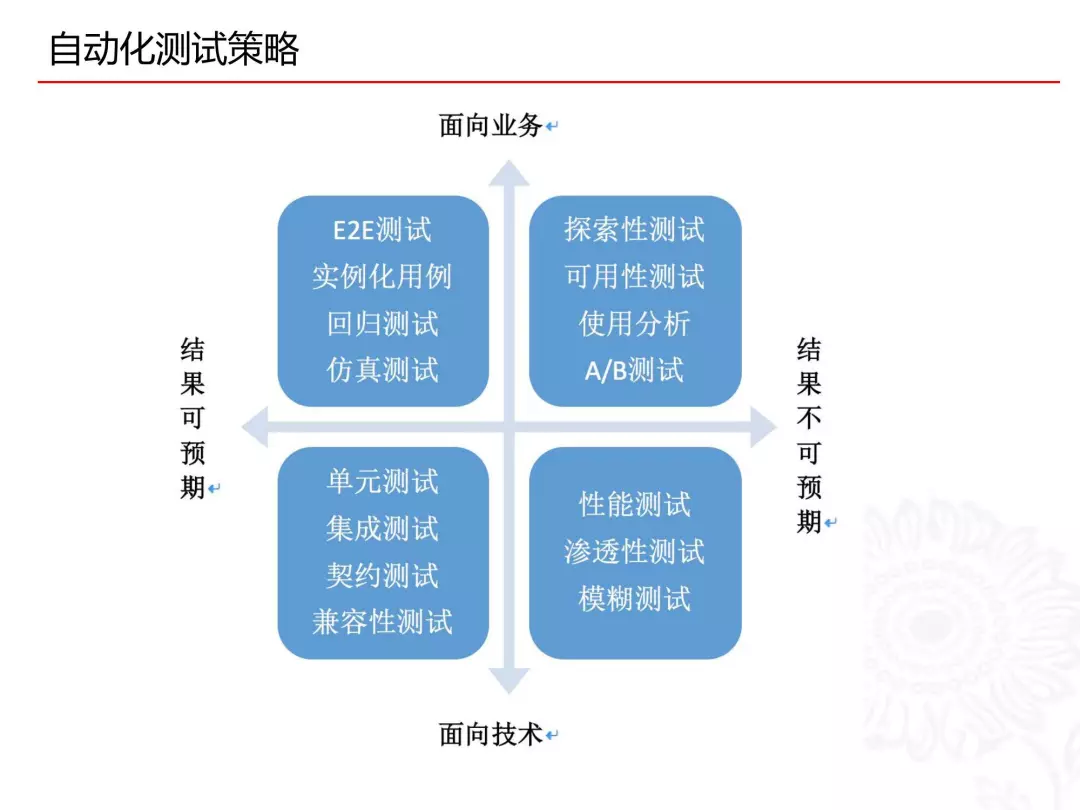 自动化测试策略
面向业务
E2E测试
实例化用例
回归测试
仿真测试
探索性测试
可用性测试
使用分析
A/B测试
结
果
可
预
期
结
果
不
可
预
期
单元测试
集成测试
契约测试
兼容性测试
性能测试
渗透性测试
模糊测试
面向技术